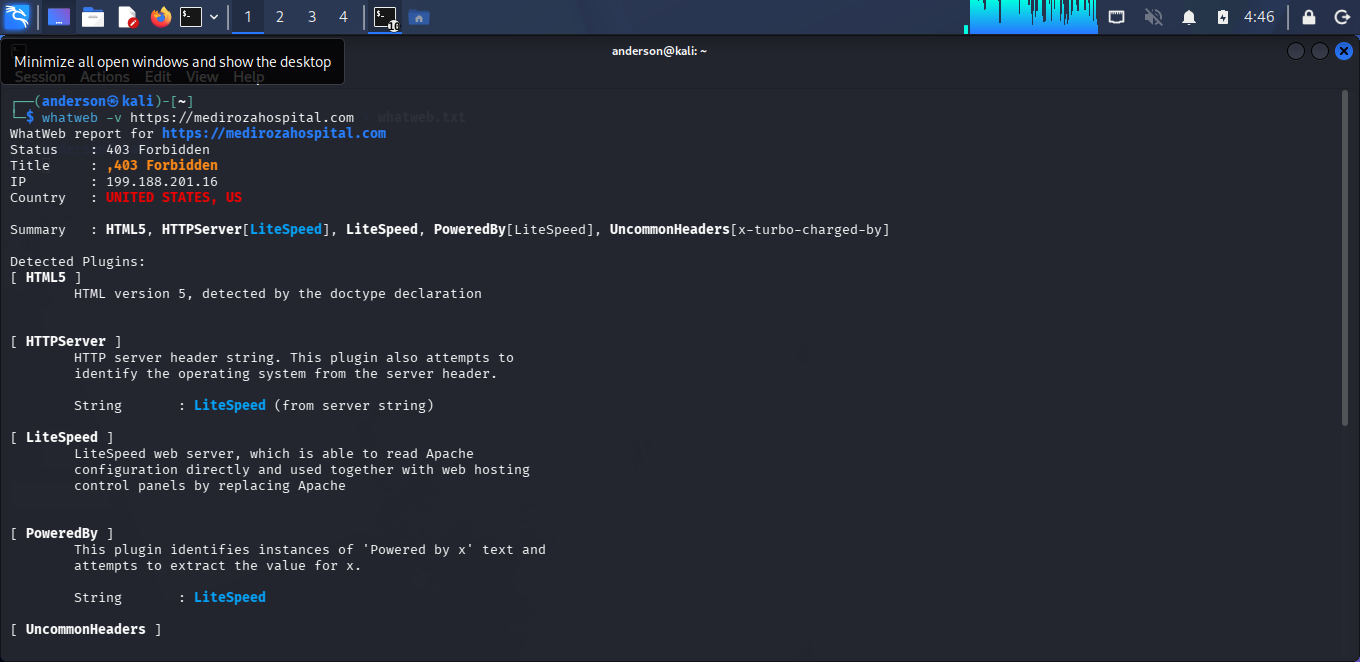 1 2 3 4 4:46
anderson@kali: ~
Minimize all open windows and show the desktop
Session Actions Edit View Help
┌──(anderson㉿kali)-[~]
└─$ whatweb -v https://medirozahospital.com whatweb.txt
WhatWeb report for https://medirozahospital.com
Status : 403 Forbidden
Title : ,403 Forbidden
IP : 199.188.201.16
Country : UNITED STATES, US
Summary : HTML5, HTTPServer[LiteSpeed], LiteSpeed, PoweredBy[LiteSpeed], UncommonHeaders[x-turbo-charged-by]
Detected Plugins:
[ HTML5 ]
HTML version 5, detected by the doctype declaration
[ HTTPServer ]
HTTP server header string. This plugin also attempts to
identify the operating system from the server header.
String : LiteSpeed (from server string)
[ LiteSpeed ]
LiteSpeed web server, which is able to read Apache
configuration directly and used together with web hosting
control panels by replacing Apache
[ PoweredBy ]
This plugin identifies instances of 'Powered by x' text and
attempts to extract the value for x.
String : LiteSpeed
[ UncommonHeaders ]